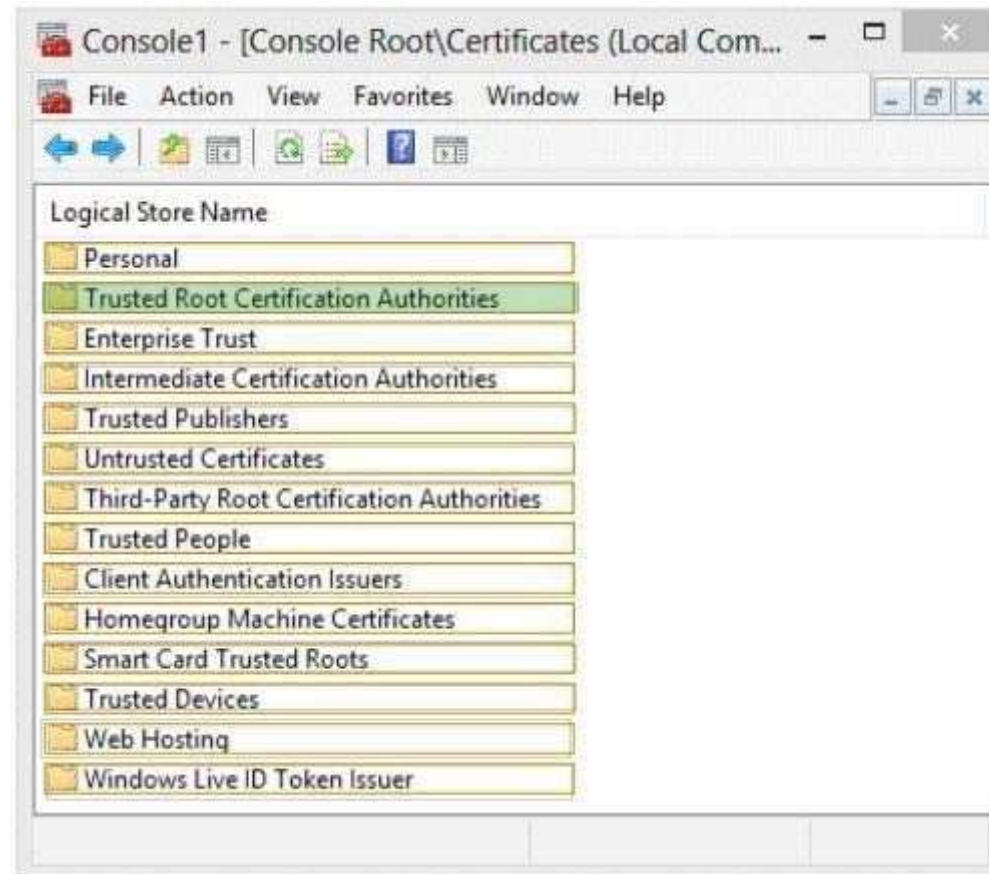 Console1 - [Console Root\Certificates (Local Com...
File Action View Favorites Window Help
Logical Store Name
Personal
Trusted Root Certification Authorities
Enterprise Trust
Intermediate Certification Authorities
Trusted Publishers
Untrusted Certificates
Third-Party Root Certification Authorities
Trusted People
Client Authentication Issuers
Homegroup Machine Certificates
Smart Card Trusted Roots
Trusted Devices
Web Hosting
Windows Live ID Token Issuer